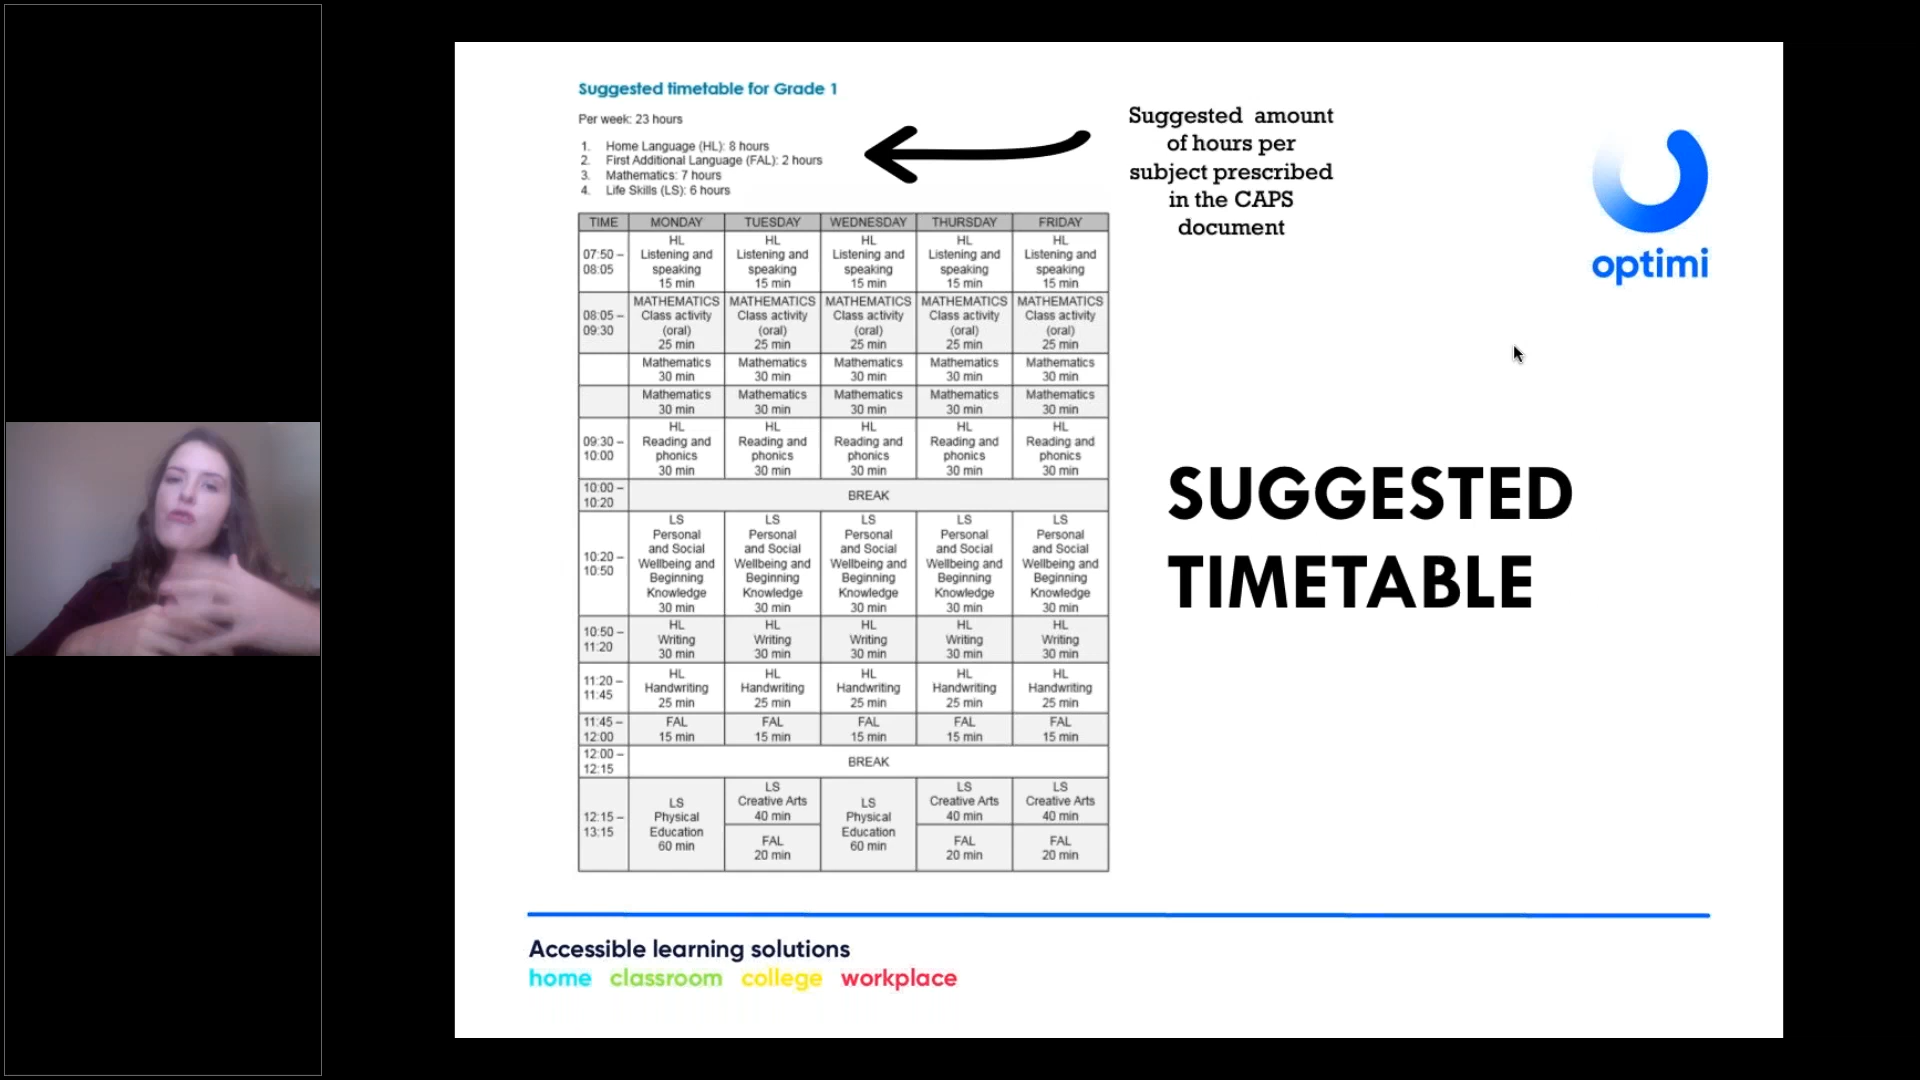 Suggested timetable for Grade 1
Per week: 23 hours
1. Home Language (HL): 8 hours
2. First Additional Language (FAL): 2 hours
3. Mathematics: 7 hours
4. Life Skills (LS): 6 hours
Suggested amount
of hours per
subject prescribed
in the CAPS
document
optimi
TIME MONDAY TUESDAY WEDNESDAY THURSDAY FRIDAY
HL HL HL HL HL
07:50 – Listening and Listening and Listening and Listening and Listening and
08:05 speaking speaking speaking speaking speaking
15 min 15 min 15 min 15 min 15 min
MATHEMATICS MATHEMATICS MATHEMATICS MATHEMATICS MATHEMATICS
08:05 – Class activity Class activity Class activity Class activity Class activity
09:30 (oral) (oral) (oral) (oral) (oral)
25 min 25 min 25 min 25 min 25 min
Mathematics Mathematics Mathematics Mathematics Mathematics
30 min 30 min 30 min 30 min 30 min
Mathematics Mathematics Mathematics Mathematics Mathematics
30 min 30 min 30 min 30 min 30 min
HL HL HL HL HL
09:30 – Reading and Reading and Reading and Reading and Reading and
10:00 phonics phonics phonics phonics phonics
30 min 30 min 30 min 30 min 30 min
10:00 –
10:20 BREAK
LS LS LS LS LS
Personal Personal Personal Personal Personal
and Social and Social and Social and Social and Social
10:20 – Wellbeing and Wellbeing and Wellbeing and Wellbeing and Wellbeing and
10:50 Beginning Beginning Beginning Beginning Beginning
Knowledge Knowledge Knowledge Knowledge Knowledge
30 min 30 min 30 min 30 min 30 min
HL HL HL HL HL
10:50 – Writing Writing Writing Writing Writing
11:20 30 min 30 min 30 min 30 min 30 min
HL HL HL HL HL
11:20 – Handwriting Handwriting Handwriting Handwriting Handwriting
11:45 25 min 25 min 25 min 25 min 25 min
11:45 – FAL FAL FAL FAL FAL
12:00 15 min 15 min 15 min 15 min 15 min
12:00 –
12:15 BREAK
12:15 –
13:15
LS
Physical
Education
60 min
LS
Creative Arts
40 min
FAL
20 min
LS
Physical
Education
60 min
LS
Creative Arts
40 min
FAL
20 min
LS
Creative Arts
40 min
FAL
20 min
SUGGESTED
TIMETABLE
Accessible learning solutions
home classroom college workplace